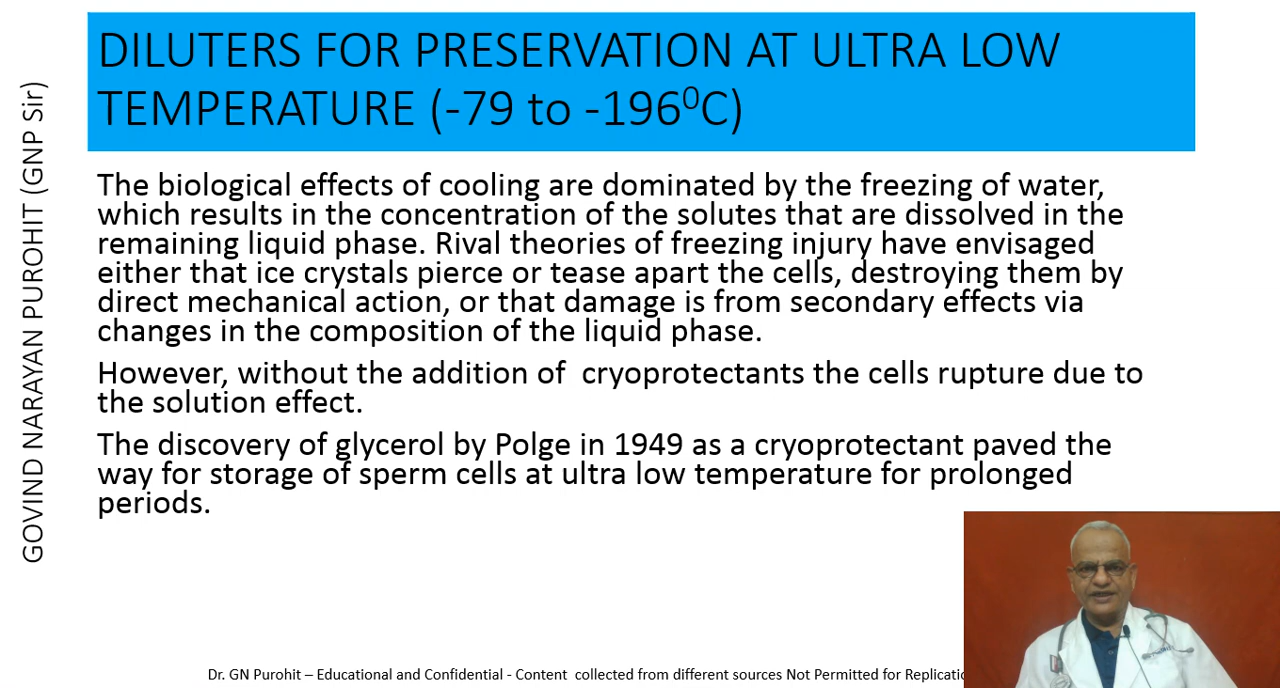 DILUTERS FOR PRESERVATION AT ULTRA LOW
TEMPERATURE (-79 to -196⁰C)
GOVIND NARAYAN PUROHIT (GNP Sir)
The biological effects of cooling are dominated by the freezing of water,
which results in the concentration of the solutes that are dissolved in the
remaining liquid phase. Rival theories of freezing injury have envisaged
either that ice crystals pierce or tease apart the cells, destroying them by
direct mechanical action, or that damage is from secondary effects via
changes in the composition of the liquid phase.
However, without the addition of cryoprotectants the cells rupture due to
the solution effect.
The discovery of glycerol by Polge in 1949 as a cryoprotectant paved the
way for storage of sperm cells at ultra low temperature for prolonged
periods.
Dr. GN Purohit – Educational and Confidential - Content collected from different sources Not Permitted for Replicatio